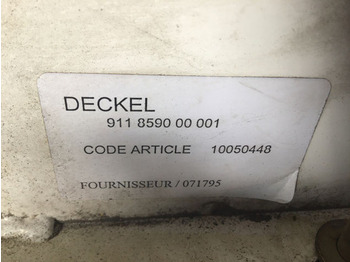 DECKEL
911 8590 00 001
CODE ARTICLE 10050448
FOURNISSEUR / 071795